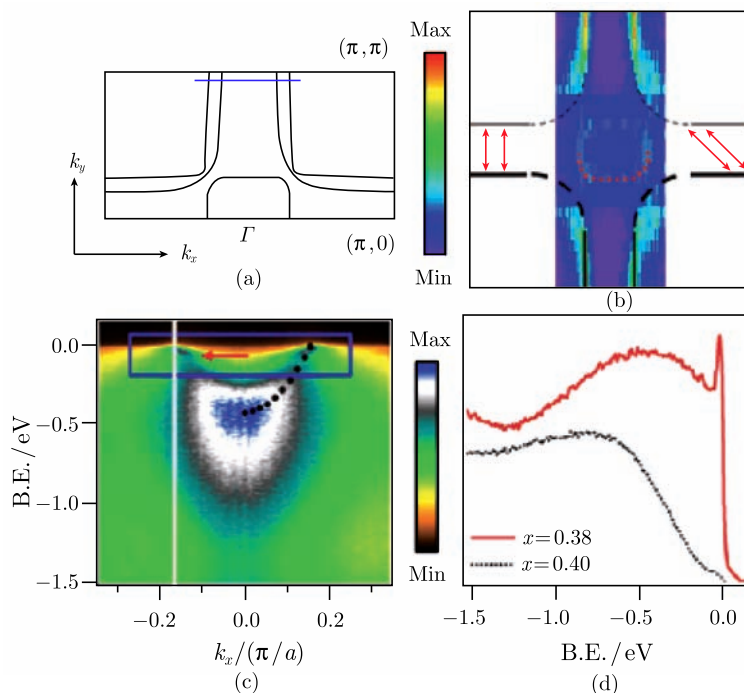 (π, π)
k_y
k_x
Γ
(π, 0)
(a)
Max
Min
(b)
B.E./eV
0.0
−0.5
−1.0
−1.5
−0.2
0.0
0.2
k_x/(π/a)
(c)
Max
Min
x=0.38
x=0.40
−1.5
−1.0
−0.5
0.0
B.E./eV
(d)